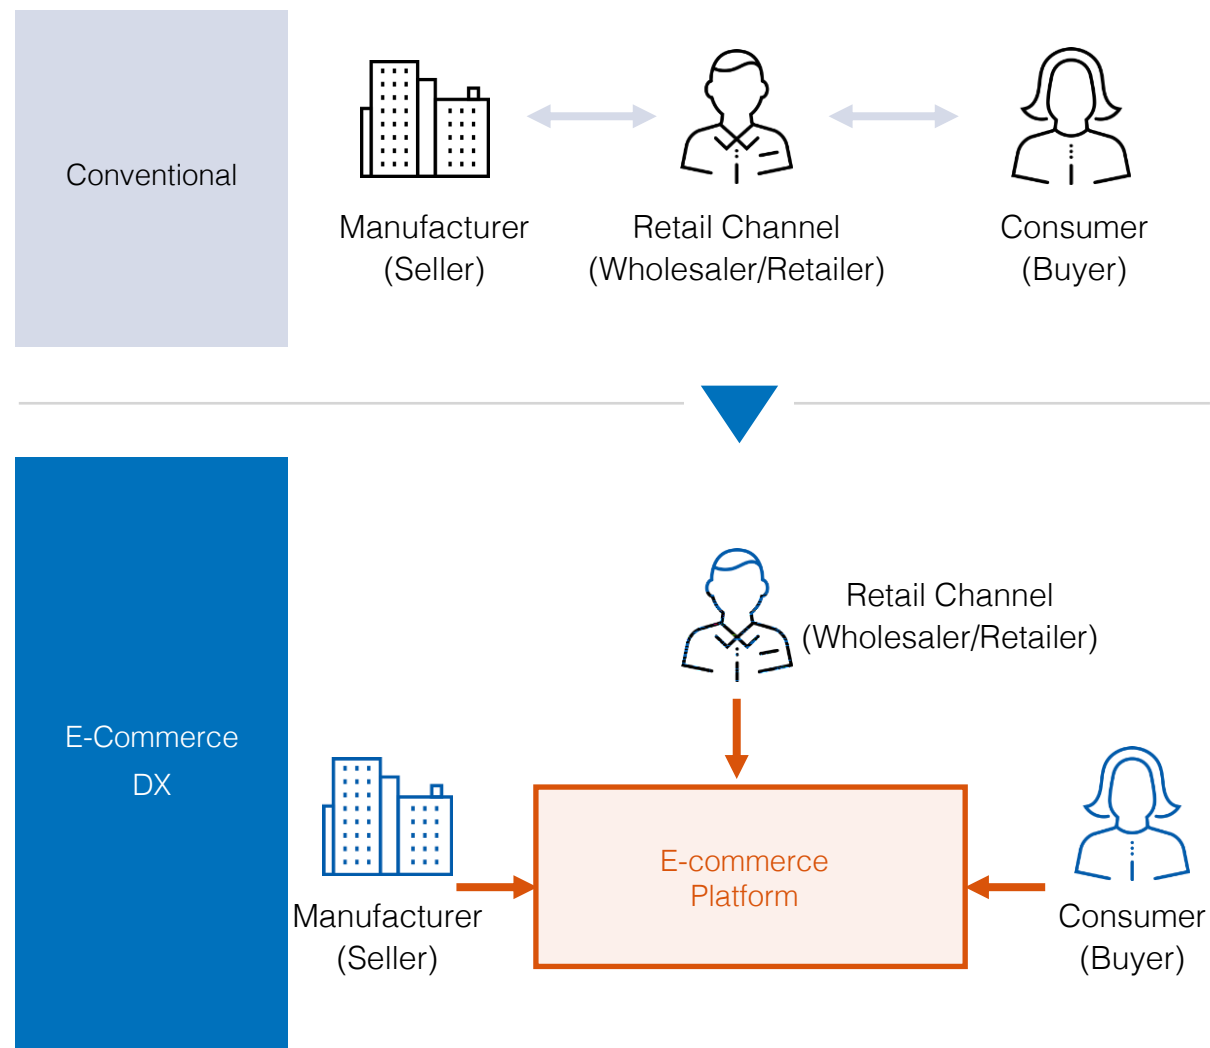 Conventional
Manufacturer
(Seller)
Retail Channel
(Wholesaler/Retailer)
Consumer
(Buyer)
E-Commerce
DX
Retail Channel
(Wholesaler/Retailer)
Manufacturer
(Seller)
E-commerce
Platform
Consumer
(Buyer)